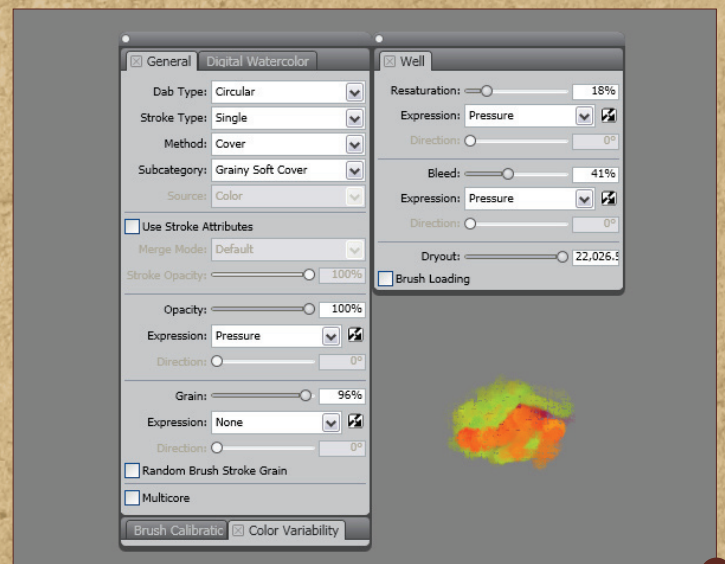 General Digital Watercolor
Dab Type: Circular
Stroke Type: Single
Method: Cover
Subcategory: Grainy Soft Cover
Source: Color
Use Stroke Attributes
Merge Mode: Default
Stroke Opacity: 100%
Opacity: 100%
Expression: Pressure
Direction: 0°
Grain: 96%
Expression: None
Direction: 0°
Random Brush Stroke Grain
Multicore
Brush Calibratic Color Variability
Well
Resaturation: 18%
Expression: Pressure
Direction: 0°
Bleed: 41%
Expression: Pressure
Direction: 0°
Dryout: 22,026.5
Brush Loading